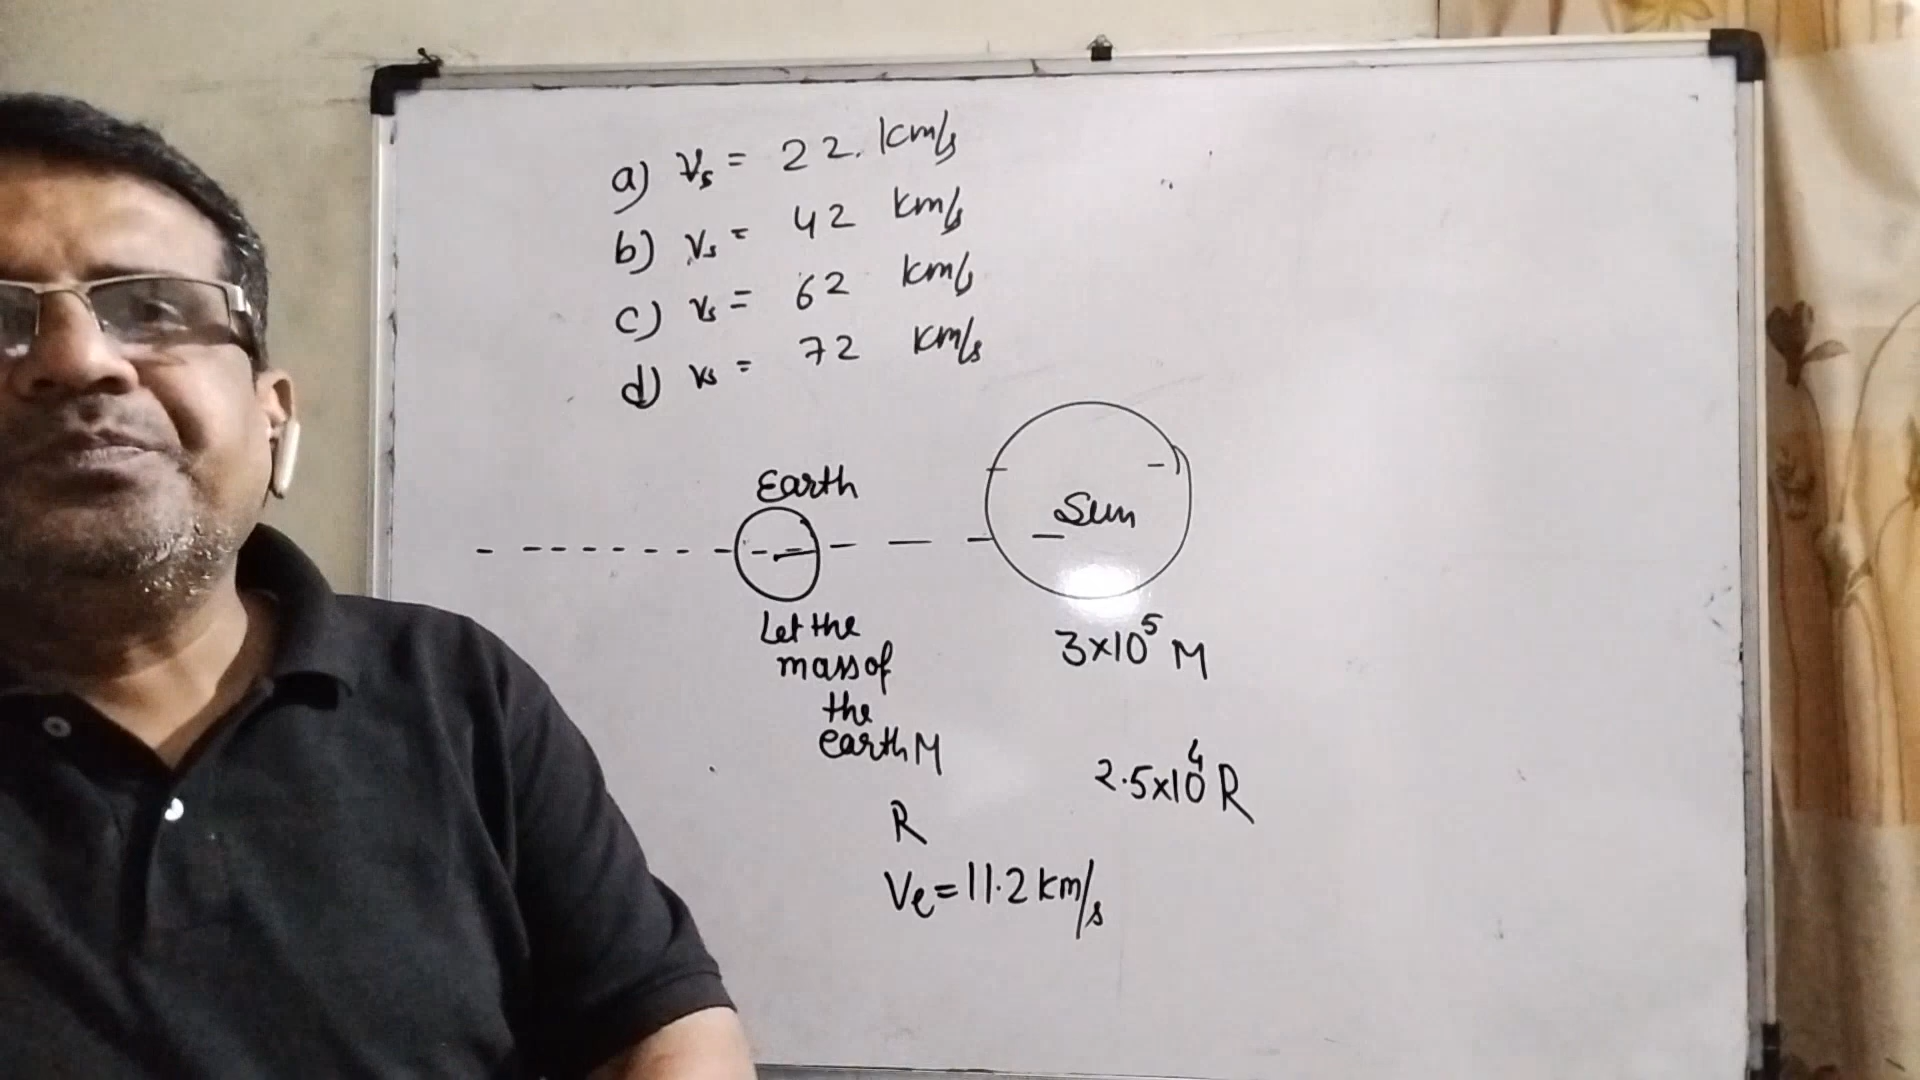 a) Vs = 22. km/s
b) Vs = 42 km/s
c) Vs = 62 km/s
d) Vs = 72 km/s
Earth
Sun
Let the
mass of
the
earth M
3×10⁵ M
2.5×10⁴ R
R
Ve = 11.2 km/s